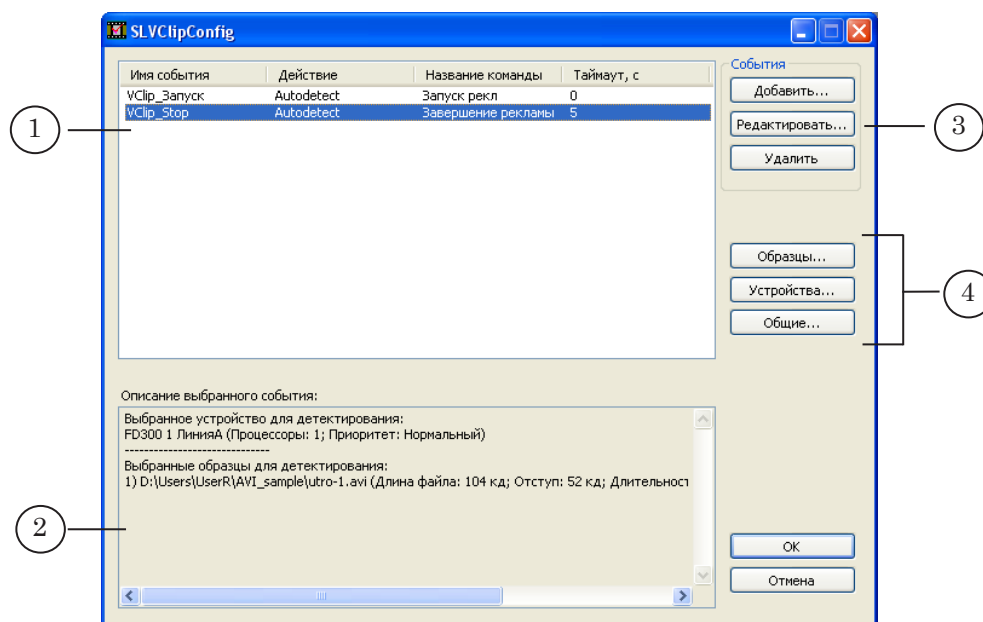 SLVClipConfig
Имя события Действие Название команды Таймаут, с
VClip_Запуск Autodetect Запуск рекл 0
VClip_Stop Autodetect Завершение рекламы 5
События
Добавить...
Редактировать...
Удалить
Образцы...
Устройства...
Общие...
1
3
4
Описание выбранного события:
Выбранное устройство для детектирования:
FD300 1 ЛинияA (Процессоры: 1; Приоритет: Нормальный)
-----------------------------
Выбранные образцы для детектирования:
1) D:\Users\UserR\AVI_sample\utro-1.avi (Длина файла: 104 кд; Отступ: 52 кд; Длительност
2
OK
Отмена